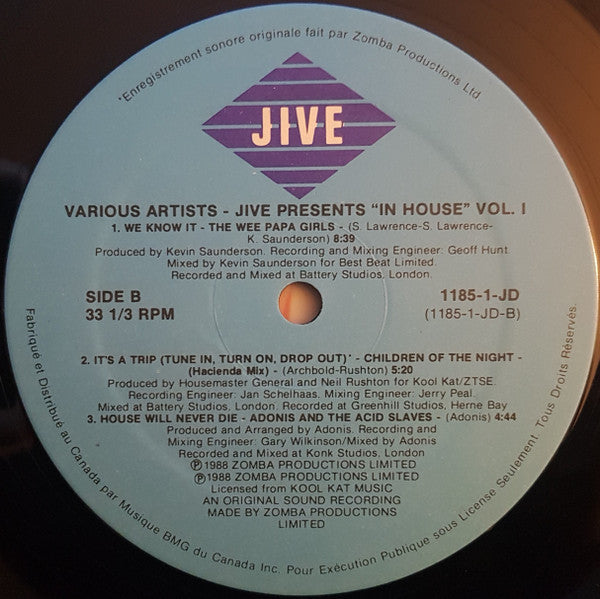 *Enregistrement sonore originale fait par Zomba Productions Ltd
JIVE
VARIOUS ARTISTS - JIVE PRESENTS "IN HOUSE" VOL. I
1. WE KNOW IT - THE WEE PAPA GIRLS - (S. Lawrence-S. Lawrence-
K. Saunderson) 8:39
Produced by Kevin Saunderson. Recording and Mixing Engineer: Geoff Hunt.
Mixed by Kevin Saunderson for Best Beat Limited.
Recorded and Mixed at Battery Studios, London.
SIDE B
33 1/3 RPM
1185-1-JD
(1185-1-JD-B)
2. IT'S A TRIP (TUNE IN, TURN ON, DROP OUT)* - CHILDREN OF THE NIGHT -
(Hacienda Mix) - (Archbold-Rushton) 5:20
Produced by Housemaster General and Neil Rushton for Kool Kat/ZTSE.
Recording Engineer: Jan Schelhaas. Mixing Engineer: Jerry Peal.
Mixed at Battery Studios, London. Recorded at Greenhill Studios, Herne Bay
3. HOUSE WILL NEVER DIE - ADONIS AND THE ACID SLAVES - (Adonis) 4:44
Produced and Arranged by Adonis. Recording and
Mixing Engineer: Gary Wilkinson/Mixed by Adonis
Recorded and Mixed at Konk Studios, London
℗1988 ZOMBA PRODUCTIONS LIMITED
℗1988 ZOMBA PRODUCTIONS LIMITED
Licensed from KOOL KAT MUSIC
AN ORIGINAL SOUND RECORDING
MADE BY ZOMBA PRODUCTIONS
LIMITED
Fabriqué et Distribué au Canada par Musique BMG du Canada Inc. Pour Exécution Publique sous License Seulement. Tous Droits Réservés.